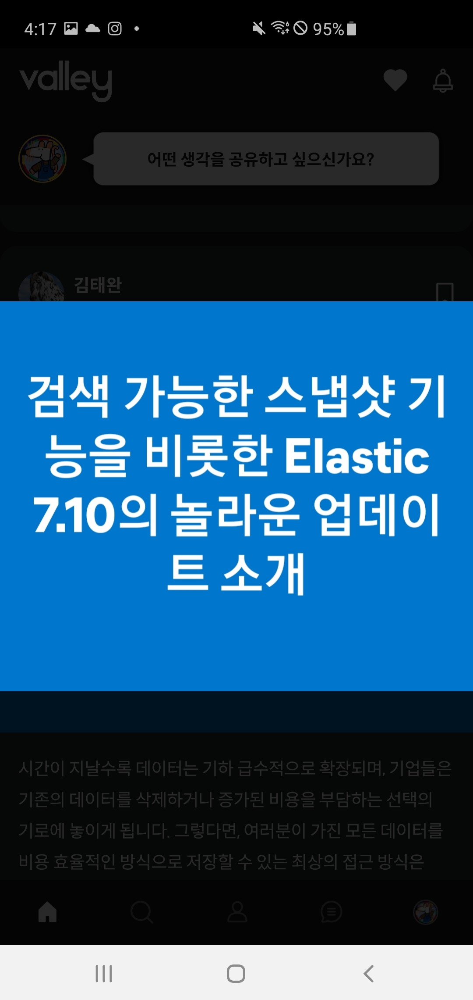 4:17
95%
valley
어떤 생각을 공유하고 싶으신가요?
김태완
검색 가능한 스냅샷 기
능을 비롯한 Elastic
7.10의 놀라운 업데이
트 소개
시간이 지날수록 데이터는 기하 급수적으로 확장되며, 기업들은
기존의 데이터를 삭제하거나 증가된 비용을 부담하는 선택의
기로에 놓이게 됩니다. 그렇다면, 여러분이 가진 모든 데이터를
비용 효율적인 방식으로 저장할 수 있는 최상의 접근 방식은